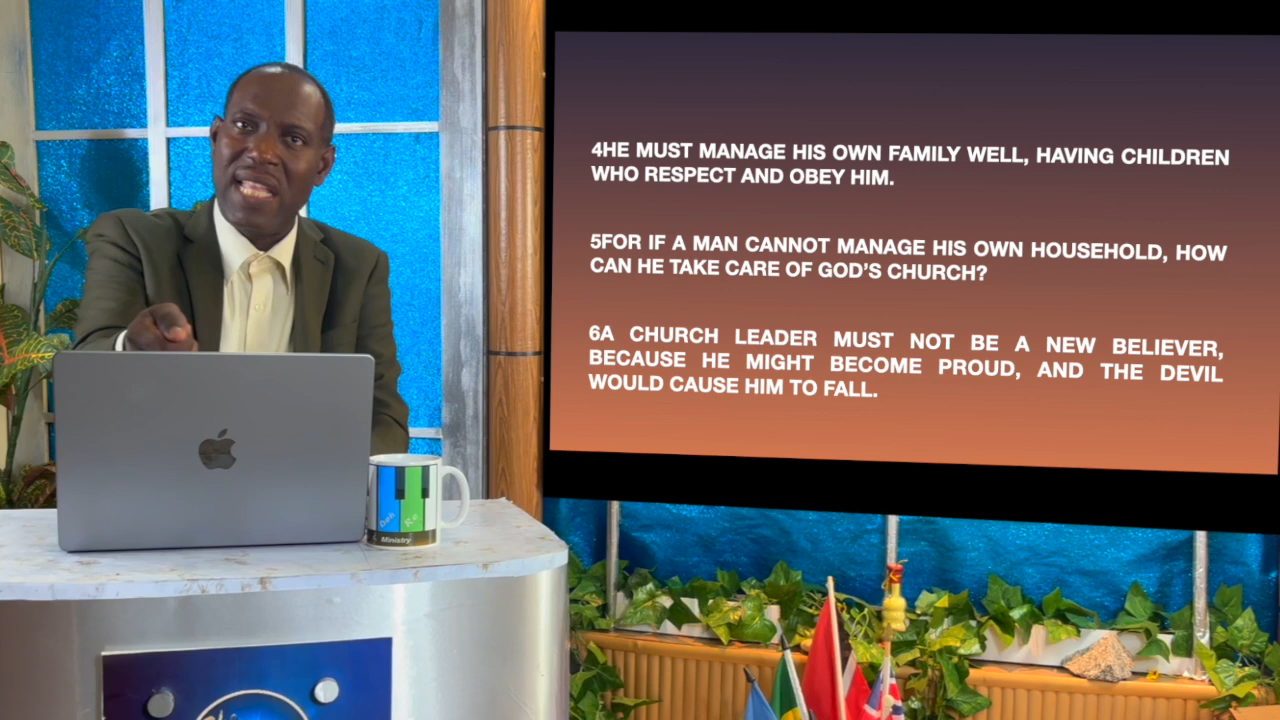 4HE MUST MANAGE HIS OWN FAMILY WELL, HAVING CHILDREN
WHO RESPECT AND OBEY HIM.
5FOR IF A MAN CANNOT MANAGE HIS OWN HOUSEHOLD, HOW
CAN HE TAKE CARE OF GOD'S CHURCH?
6A CHURCH LEADER MUST NOT BE A NEW BELIEVER,
BECAUSE HE MIGHT BECOME PROUD, AND THE DEVIL
WOULD CAUSE HIM TO FALL.
Doh Re
Ministry